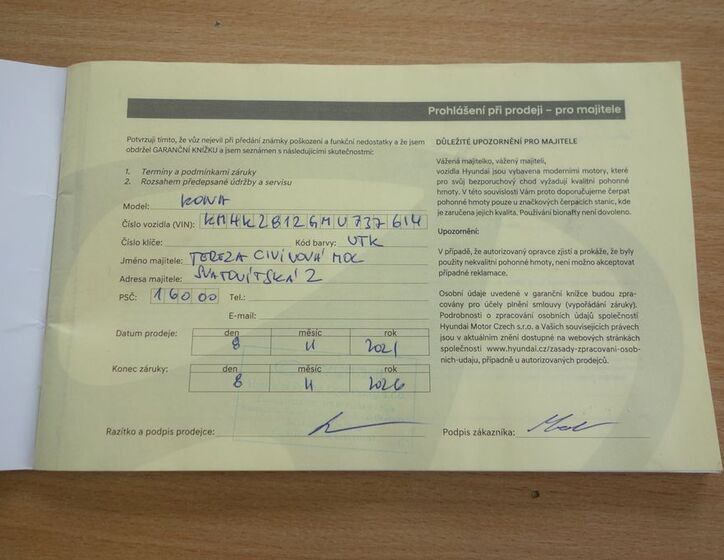 Prohlášení při prodeji – pro majitele
Potvrzuji tímto, že vůz nejevil při předání známky poškození a funkční nedostatky a že jsem
obdržel GARANČNÍ KNÍŽKU a jsem seznámen s následujícími skutečnostmi:
1. Termíny a podmínkami záruky
2. Rozsahem předepsané údržby a servisu
Model: KONA
Číslo vozidla (VIN): KMHK2812GMU737614
Číslo klíče: Kód barvy: UTK
Jméno majitele: TEREZA CIVÍNOVÁ MOC
Adresa majitele: SVATOVÍTSKÁ 2
PSČ: 16000 Tel.:
E-mail:
Datum prodeje: den měsíc rok
8 11 2021
Konec záruky: den měsíc rok
8 11 2026
Razítko a podpis prodejce:
DŮLEŽITÉ UPOZORNĚNÍ PRO MAJITELE
Vážená majitelko, vážený majiteli,
vozidla Hyundai jsou vybavena moderními motory, které
pro svůj bezporuchový chod vyžadují kvalitní pohonné
hmoty. V této souvislosti Vám proto doporučujeme čerpat
pohonné hmoty pouze u značkových čerpacích stanic, kde
je zaručena jejich kvalita. Používání bionafty není dovoleno.
Upozornění:
V případě, že autorizovaný opravce zjistí a prokáže, že byly
použity nekvalitní pohonné hmoty, není možno akceptovat
případné reklamace.
Osobní údaje uvedené v garanční knížce budou zpra-
covány pro účely plnění smlouvy (vypořádání záruky).
Podrobnosti o zpracování osobních údajů společností
Hyundai Motor Czech s.r.o. a Vašich souvisejících právech
jsou v aktuálním znění dostupné na webových stránkách
společnosti www.hyundai.cz/zasady-zpracovani-osob-
nich-udaju, případně u autorizovaných prodejců.
Podpis zákazníka: